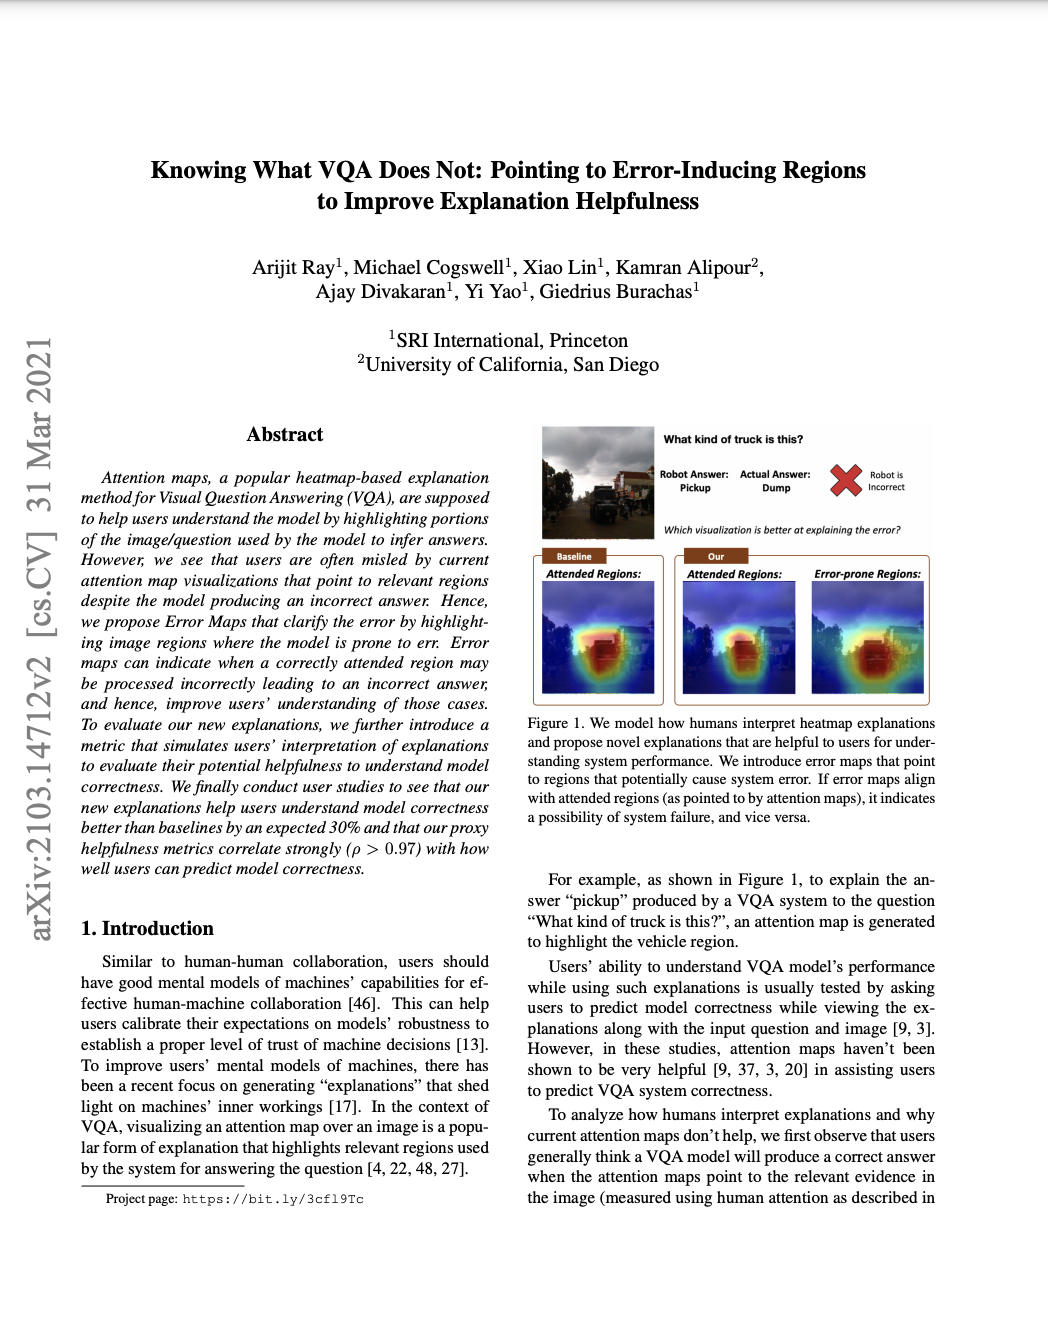 Knowing What VQA Does Not: Pointing to Error-Inducing Regions
to Improve Explanation Helpfulness
Arijit Ray¹, Michael Cogswell¹, Xiao Lin¹, Kamran Alipour²,
Ajay Divakaran¹, Yi Yao¹, Giedrius Burachas¹
¹SRI International, Princeton
²University of California, San Diego
arXiv:2103.14712v2 [cs.CV] 31 Mar 2021
Abstract
Attention maps, a popular heatmap-based explanation
method for Visual Question Answering (VQA), are supposed
to help users understand the model by highlighting portions
of the image/question used by the model to infer answers.
However, we see that users are often misled by current
attention map visualizations that point to relevant regions
despite the model producing an incorrect answer. Hence,
we propose Error Maps that clarify the error by highlight-
ing image regions where the model is prone to err. Error
maps can indicate when a correctly attended region may
be processed incorrectly leading to an incorrect answer,
and hence, improve users' understanding of those cases.
To evaluate our new explanations, we further introduce a
metric that simulates users' interpretation of explanations
to evaluate their potential helpfulness to understand model
correctness. We finally conduct user studies to see that our
new explanations help users understand model correctness
better than baselines by an expected 30% and that our proxy
helpfulness metrics correlate strongly (ρ > 0.97) with how
well users can predict model correctness.
1. Introduction
Similar to human-human collaboration, users should
have good mental models of machines' capabilities for ef-
fective human-machine collaboration [46]. This can help
users calibrate their expectations on models' robustness to
establish a proper level of trust of machine decisions [13].
To improve users' mental models of machines, there has
been a recent focus on generating "explanations" that shed
light on machines' inner workings [17]. In the context of
VQA, visualizing an attention map over an image is a popu-
lar form of explanation that highlights relevant regions used
by the system for answering the question [4, 22, 48, 27].
Project page: https://bit.ly/3cfl9Tc
What kind of truck is this?
Robot Answer: Actual Answer: Robot is
Pickup Dump Incorrect
Which visualization is better at explaining the error?
Baseline Our
Attended Regions: Attended Regions: Error-prone Regions:
Figure 1. We model how humans interpret heatmap explanations
and propose novel explanations that are helpful to users for under-
standing system performance. We introduce error maps that point
to regions that potentially cause system error. If error maps align
with attended regions (as pointed to by attention maps), it indicates
a possibility of system failure, and vice versa.
For example, as shown in Figure 1, to explain the an-
swer "pickup" produced by a VQA system to the question
"What kind of truck is this?", an attention map is generated
to highlight the vehicle region.
Users' ability to understand VQA model's performance
while using such explanations is usually tested by asking
users to predict model correctness while viewing the ex-
planations along with the input question and image [9, 3].
However, in these studies, attention maps haven't been
shown to be very helpful [9, 37, 3, 20] in assisting users
to predict VQA system correctness.
To analyze how humans interpret explanations and why
current attention maps don't help, we first observe that users
generally think a VQA model will produce a correct answer
when the attention maps point to the relevant evidence in
the image (measured using human attention as described in